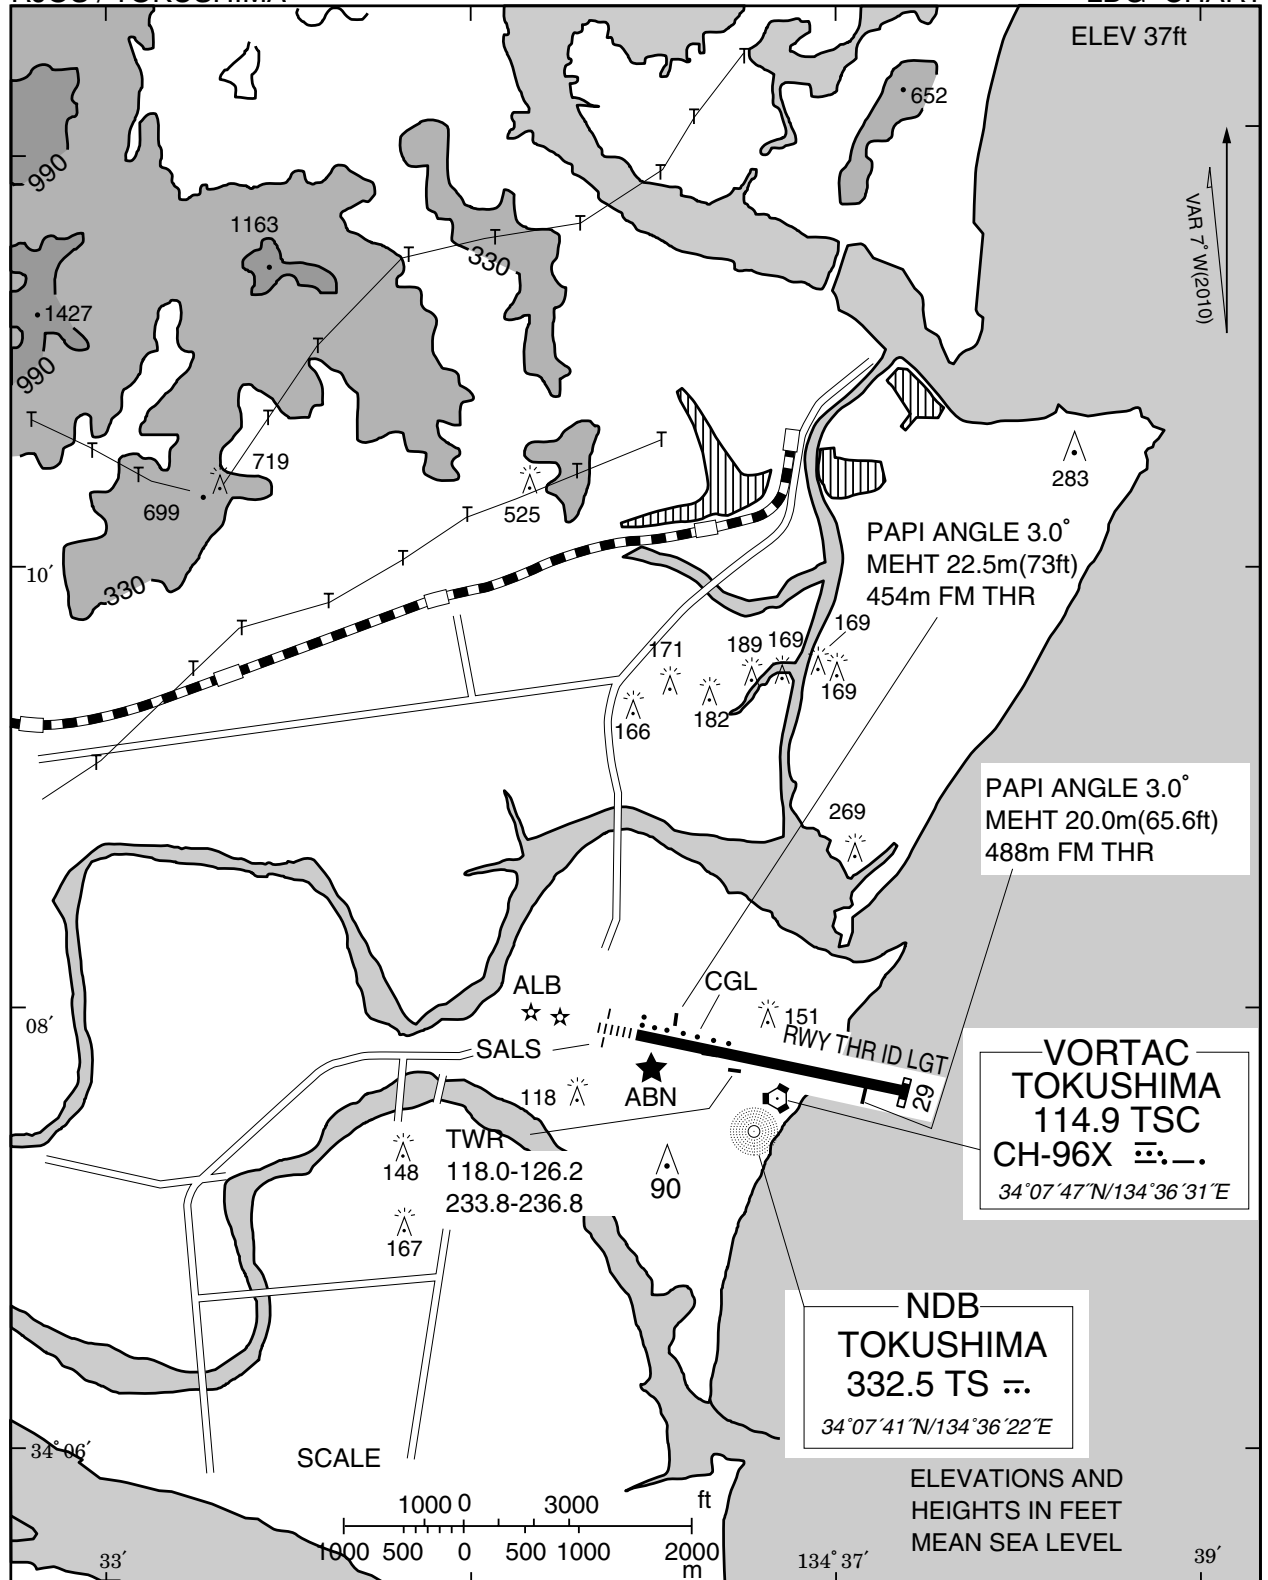 RJOS / TOKUSHIMA
LDG CHART
ELEV 37ft
652
990
VAR 7° W(2010)
1163
330
1427
990
719
283
699
525
PAPI ANGLE 3.0°
MEHT 22.5m(73ft)
454m FM THR
10′
330
169
189
169
171
169
182
166
PAPI ANGLE 3.0°
MEHT 20.0m(65.6ft)
488m FM THR
269
ALB
CGL
151
08′
RWY THR ID LGT
SALS
118
ABN
29
VORTAC
TOKUSHIMA
114.9 TSC
CH-96X
34°07′47″N/134°36′31″E
TWR
118.0-126.2
233.8-236.8
148
90
167
NDB
TOKUSHIMA
332.5 TS
34°07′41″N/134°36′22″E
34°06′
SCALE
ELEVATIONS AND
HEIGHTS IN FEET
MEAN SEA LEVEL
1000 0 3000 ft
1000 500 0 500 1000 2000
m
33′
134°37′
39′